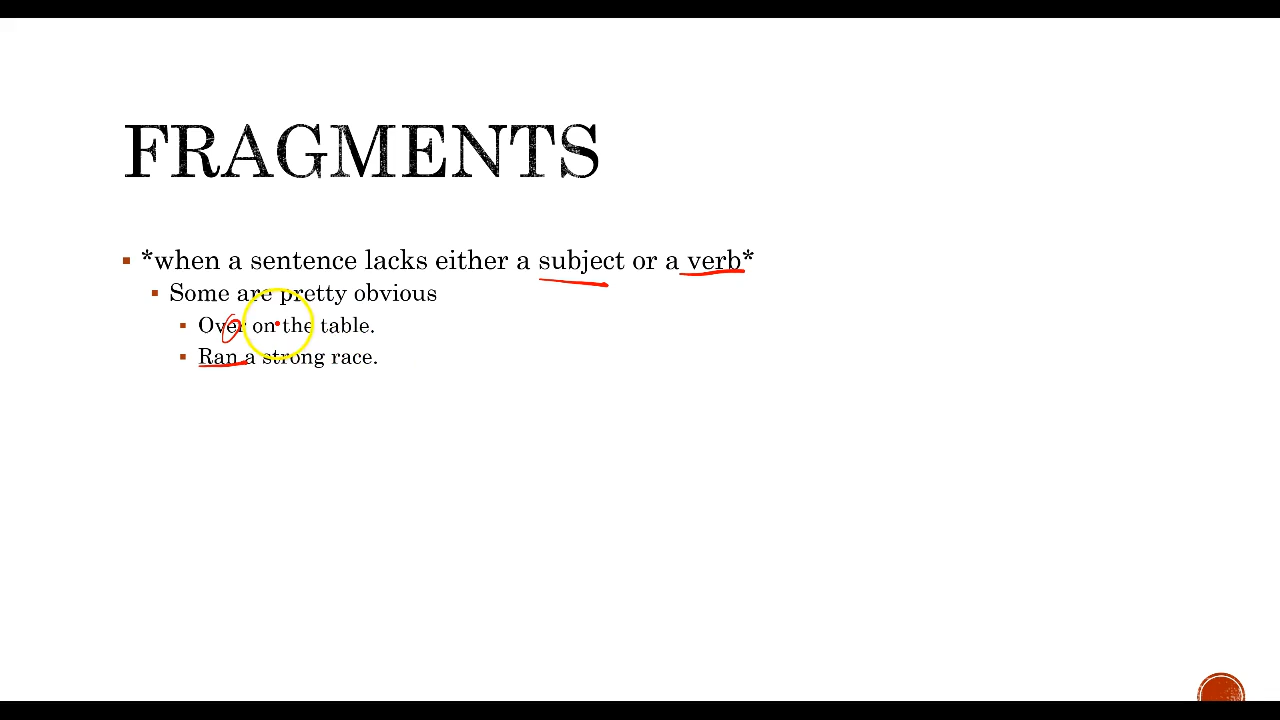 FRAGMENTS
*when a sentence lacks either a subject or a verb*
Some are pretty obvious
Over on the table.
Ran a strong race.